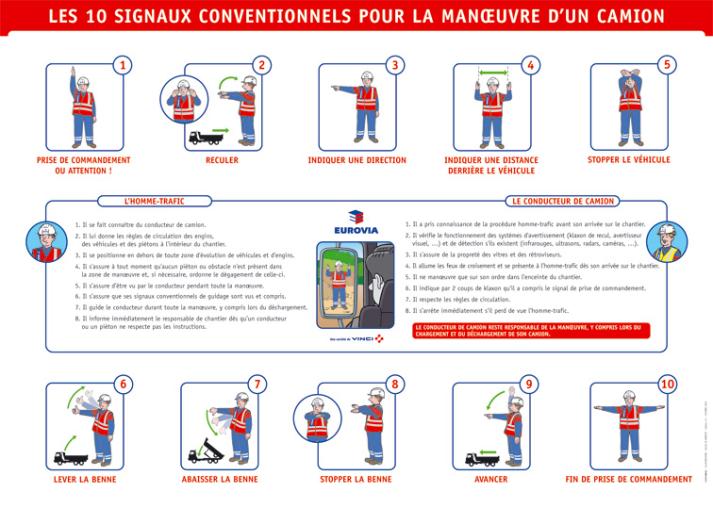 LES 10 SIGNAUX CONVENTIONNELS POUR LA MANŒUVRE D'UN CAMION
1
PRISE DE COMMANDEMENT
OU ATTENTION !
2
RECULER
3
INDIQUER UNE DIRECTION
4
INDIQUER UNE DISTANCE
DERRIÈRE LE VÉHICULE
5
STOPPER LE VÉHICULE
L'HOMME-TRAFIC
1. Il se fait connaître du conducteur de camion.
2. Il lui donne les règles de circulation des engins,
des véhicules et des piétons à l'intérieur du chantier.
3. Il se positionne en dehors de toute zone d'évolution de véhicules et d'engins.
4. Il s'assure à tout moment qu'aucun piéton ou obstacle n'est présent dans
la zone de manœuvre et, si nécessaire, ordonne le dégagement de celle-ci.
5. Il s'assure d'être vu par le conducteur pendant toute la manœuvre.
6. Il s'assure que ses signaux conventionnels de guidage sont vus et compris.
7. Il guide le conducteur durant toute la manœuvre, y compris lors du déchargement.
8. Il informe immédiatement le responsable de chantier dès qu'un conducteur
ou un piéton ne respecte pas les instructions.
EUROVIA
Une société de VINCI
LE CONDUCTEUR DE CAMION
1. Il a pris connaissance de la procédure homme-trafic avant son arrivée sur le chantier.
2. Il vérifie le fonctionnement des systèmes d'avertissement (klaxon de recul, avertisseur
visuel, ...) et de détection s'ils existent (infrarouges, ultrasons, radars, caméras, ...).
3. Il s'assure de la propreté des vitres et des rétroviseurs.
4. Il allume les feux de croisement et se présente à l'homme-trafic dès son arrivée sur le chantier.
5. Il ne manœuvre que sur son ordre dans l'enceinte du chantier.
6. Il indique par 2 coups de klaxon qu'il a compris le signal de prise de commandement.
7. Il respecte les règles de circulation.
8. Il s'arrête immédiatement s'il perd de vue l'homme-trafic.
LE CONDUCTEUR DE CAMION RESTE RESPONSABLE DE LA MANŒUVRE, Y COMPRIS LORS DU
CHARGEMENT ET DU DÉCHARGEMENT DE SON CAMION.
6
LEVER LA BENNE
7
ABAISSER LA BENNE
8
STOPPER LA BENNE
9
AVANCER
10
FIN DE PRISE DE COMMANDEMENT